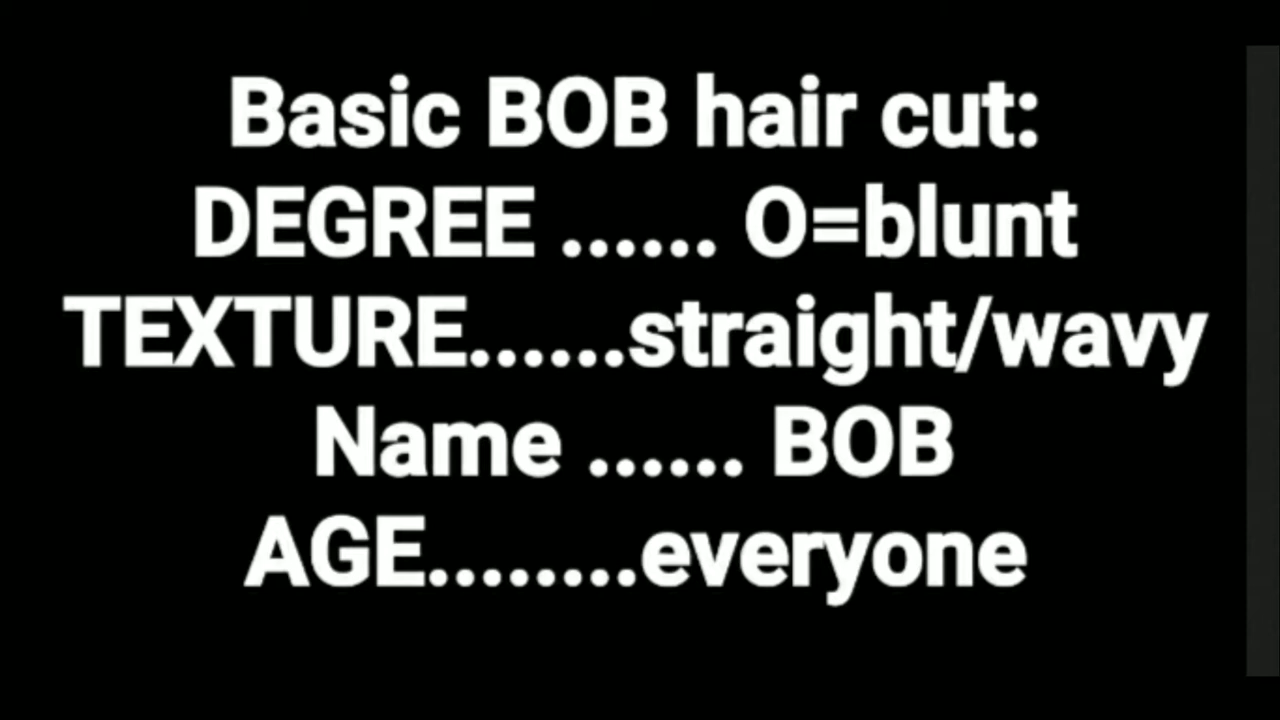 Basic BOB hair cut:
DEGREE ...... O=blunt
TEXTURE......straight/wavy
Name ...... BOB
AGE........everyone